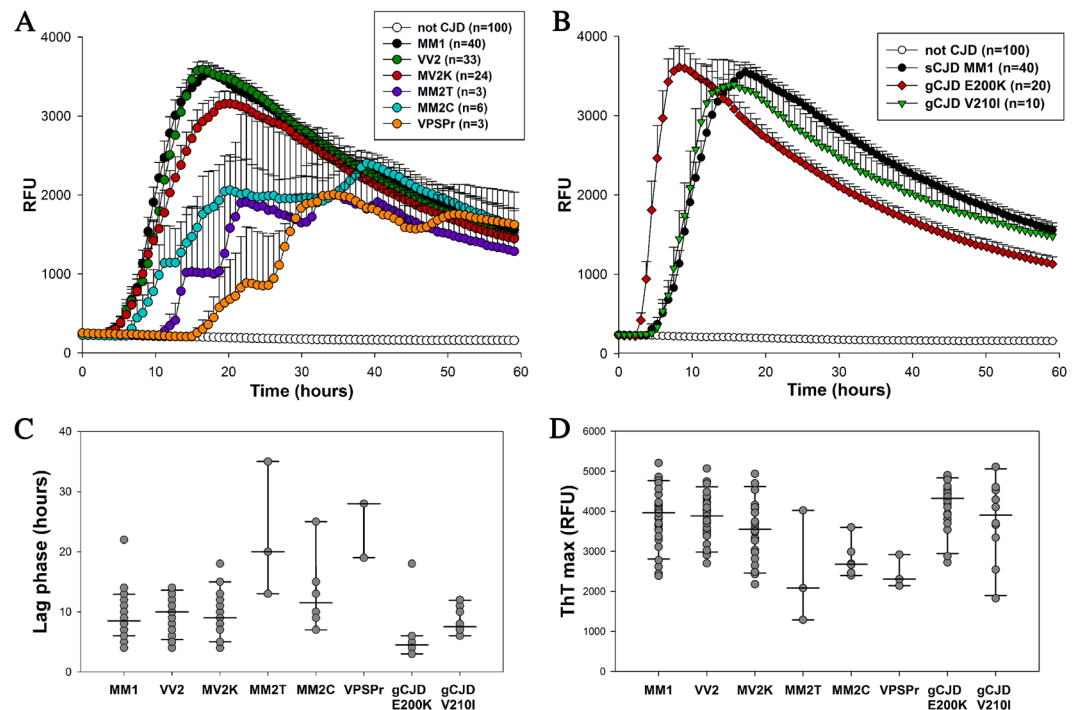 A
RFU
4000
3000
2000
1000
0
0 10 20 30 40 50 60
Time (hours)
not CJD (n=100)
MM1 (n=40)
VV2 (n=33)
MV2K (n=24)
MM2T (n=3)
MM2C (n=6)
VPSPr (n=3)
B
RFU
4000
3000
2000
1000
0
0 10 20 30 40 50 60
Time (hours)
not CJD (n=100)
sCJD MM1 (n=40)
gCJD E200K (n=20)
gCJD V210I (n=10)
C
Lag phase (hours)
40
30
20
10
0
MM1 VV2 MV2K MM2T MM2C VPSPr gCJD gCJD
E200K V210I
D
ThT max (RFU)
6000
5000
4000
3000
2000
1000
0
MM1 VV2 MV2K MM2T MM2C VPSPr gCJD gCJD
E200K V210I